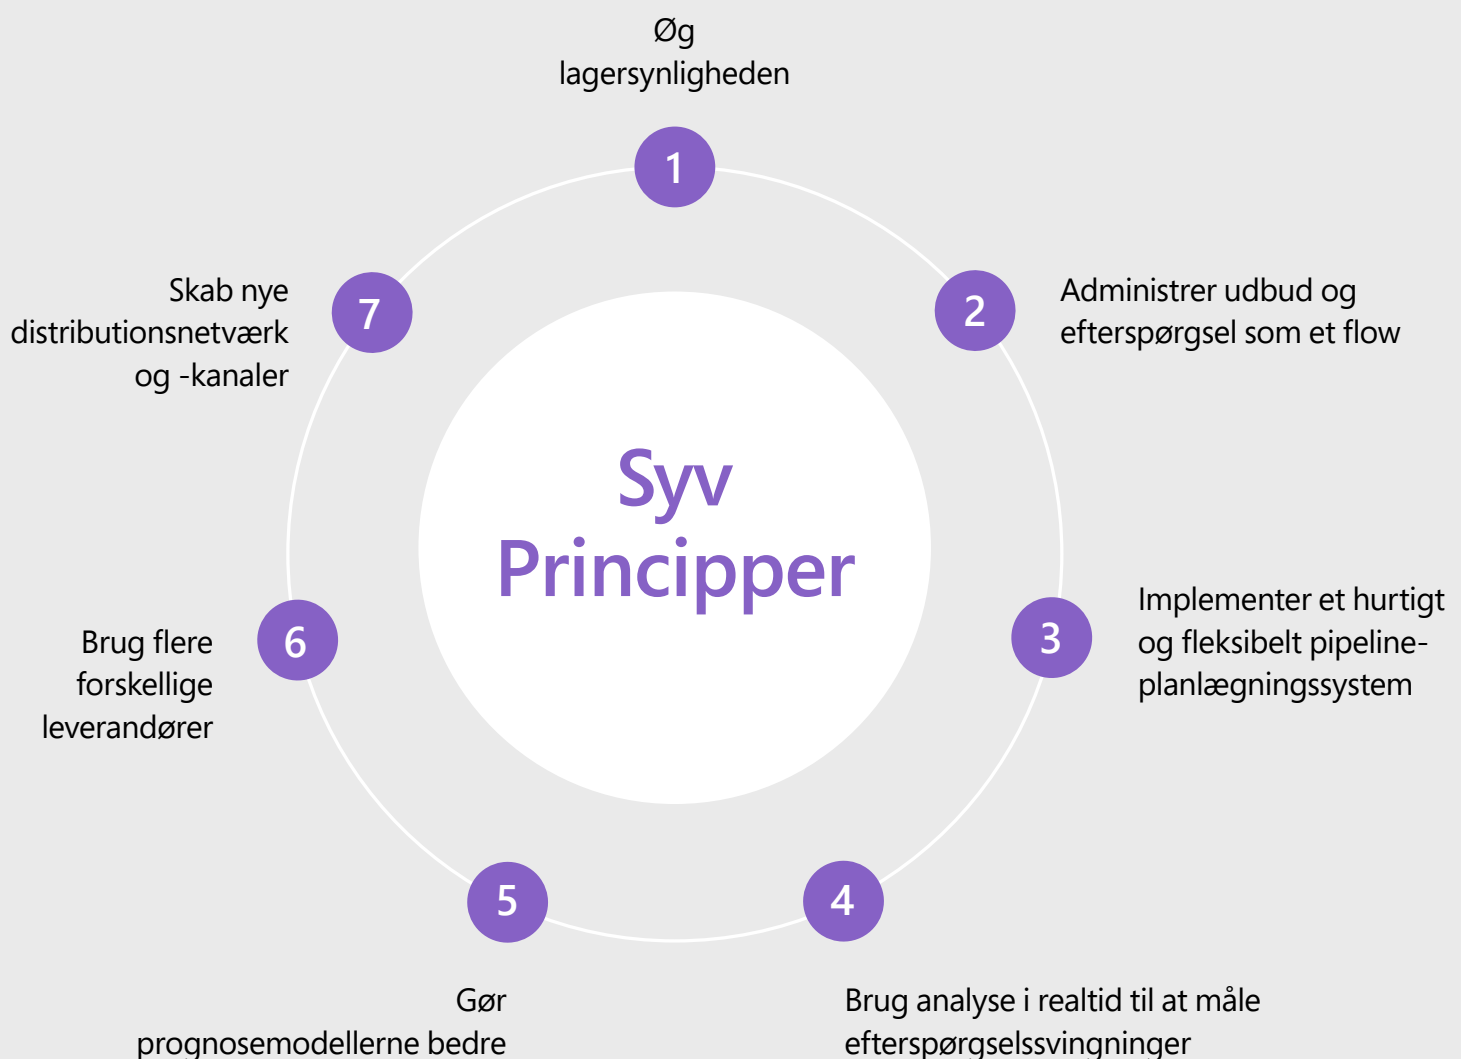 Syv
Principper
1
Øg
lagersynligheden
2
Administrer udbud og
efterspørgsel som et flow
3
Implementer et hurtigt
og fleksibelt pipeline-
planlægningssystem
4
Brug analyse i realtid til at måle
efterspørgselssvingninger
5
Gør
prognosemodellerne bedre
6
Brug flere
forskellige
leverandører
7
Skab nye
distributionsnetværk
og -kanaler